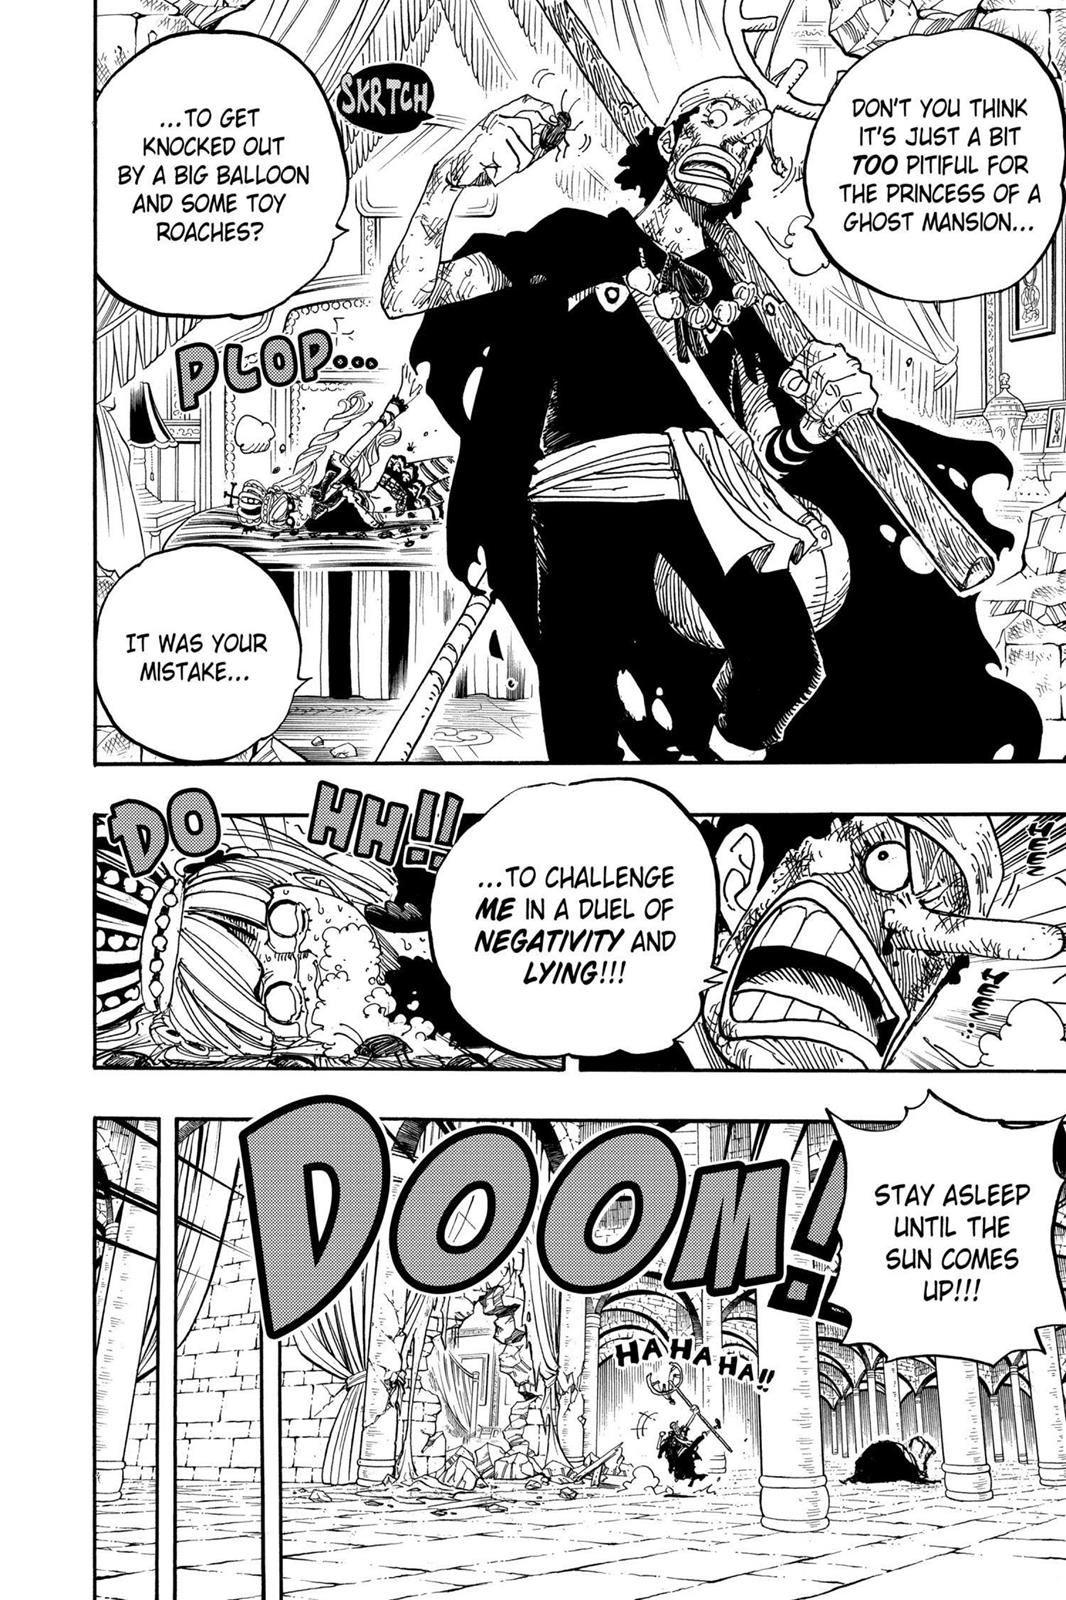 DON'T YOU THINK
IT'S JUST A BIT
TOO PITIFUL FOR
THE PRINCESS OF A
GHOST MANSION...
SKRTCH
...TO GET
KNOCKED OUT
BY A BIG BALLOON
AND SOME TOY
ROACHES?
PLOP...
IT WAS YOUR
MISTAKE...
HEEE
HUUN...
...TO CHALLENGE
ME IN A DUEL OF
NEGATIVITY AND
LYING!!!
DO HH!!
STAY ASLEEP
UNTIL THE
SUN COMES
UP!!!
DOOM!
HA HA HA!!